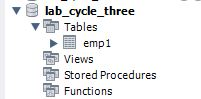 lab_cycle_three
Tables
emp1
Views
Stored Procedures
Functions